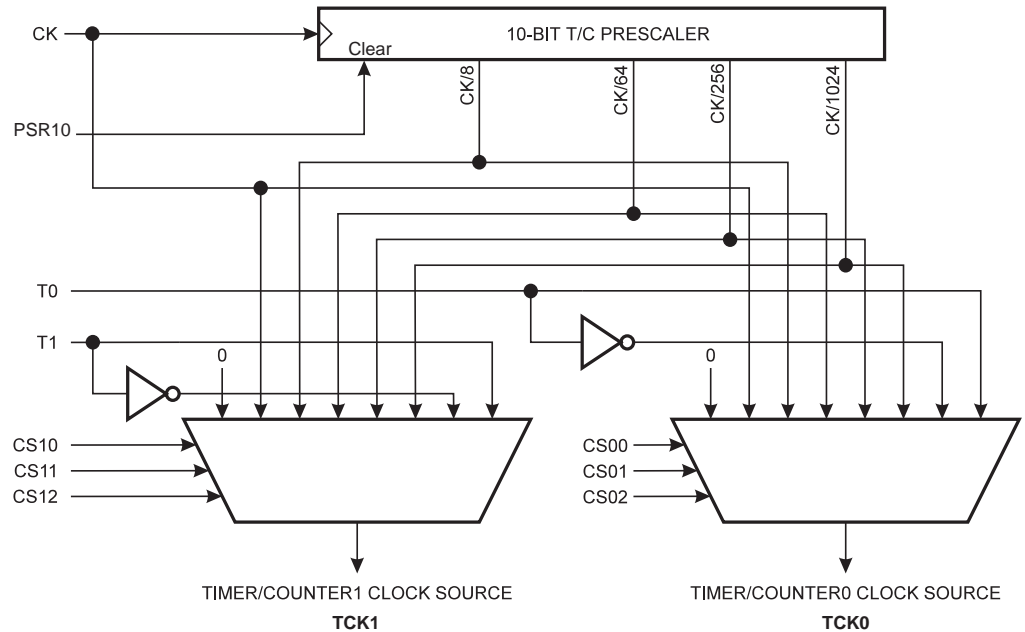 CK
10-BIT T/C PRESCALER
Clear
CK/8
CK/64
CK/256
CK/1024
PSR10
T0
T1
0
0
CS10
CS11
CS12
CS00
CS01
CS02
TIMER/COUNTER1 CLOCK SOURCE
TCK1
TIMER/COUNTER0 CLOCK SOURCE
TCK0